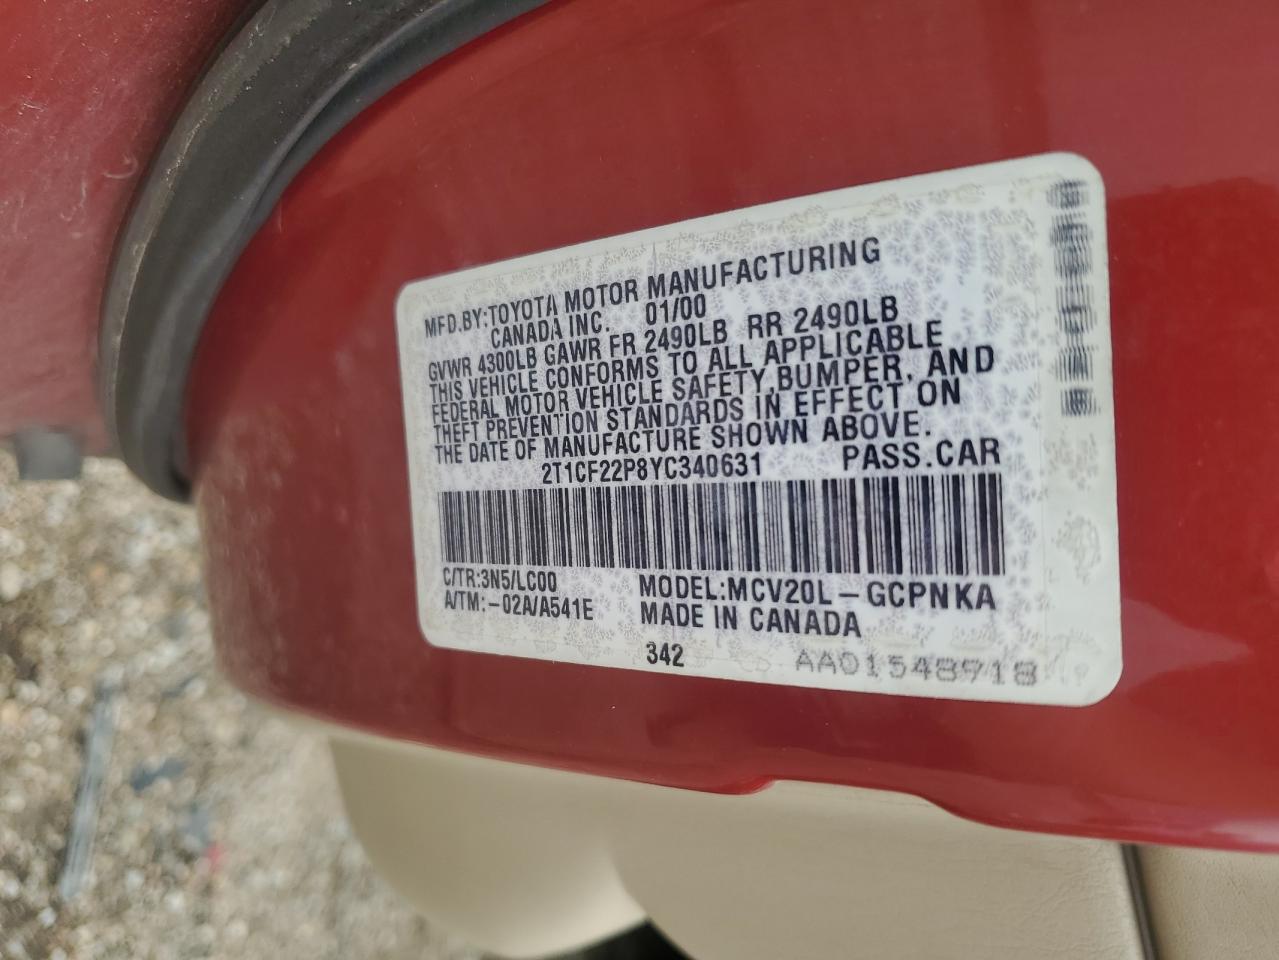 MFD.BY:TOYOTA MOTOR MANUFACTURING
CANADA INC. 01/00
GVWR 4300LB GAWR FR 2490LB RR 2490LB
THIS VEHICLE CONFORMS TO ALL APPLICABLE
FEDERAL MOTOR VEHICLE SAFETY,BUMPER, AND
THEFT PREVENTION STANDARDS IN EFFECT ON
THE DATE OF MANUFACTURE SHOWN ABOVE.
2T1CF22P8YC340631 PASS.CAR
C/TR:3N5/LC00 MODEL:MCV20L-GCPNKA
A/TM:-02A/A541E MADE IN CANADA
342 AA01548918